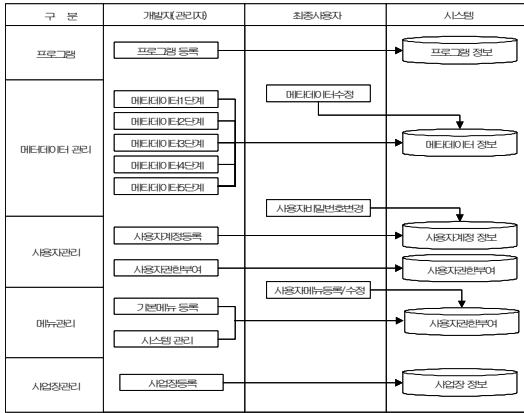 구 분
개발자(관리자)
최종사용자
시스템
프로그램
프로그램 등록
프로그램 정보
메터데이터 관리
메타데이터1단계
메타데이터2단계
메타데이터3단계
메타데이터4단계
메타데이터5단계
메타데이터수정
메타데이터 정보
사용자관리
사용자비밀번호변경
사용자계정등록
사용자계정 정보
사용자권한부여
사용자권한부여
메뉴관리
사용자메뉴등록/수정
기본메뉴 등록
시스템 관리
사용자권한부여
사업장관리
사업장등록
사업장 정보